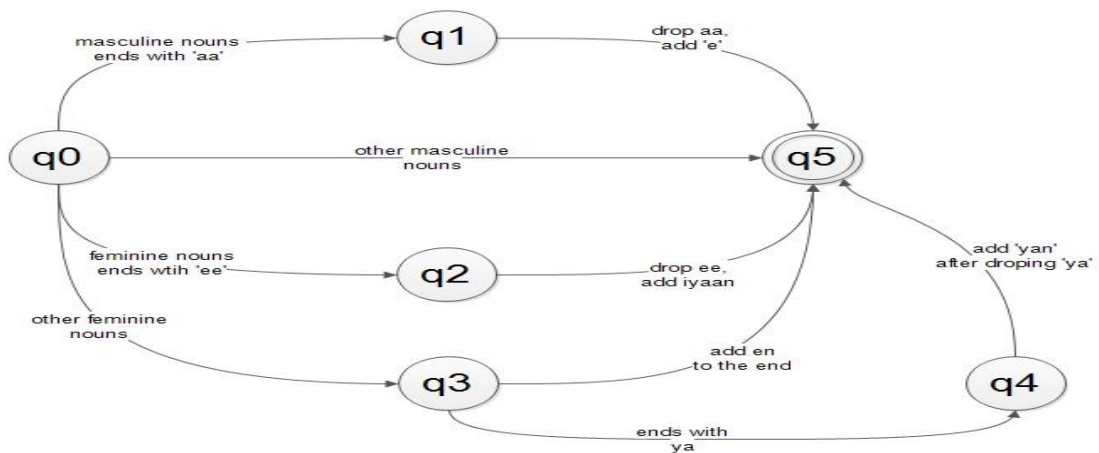 masculine nouns
ends with 'aa'
q1
drop aa,
add 'e'
q0
other masculine
nouns
q5
feminine nouns
ends wtih 'ee'
q2
drop ee,
add iyaan
add 'yan'
after droping 'ya'
other feminine
nouns
q3
add en
to the end
q4
ends with
ya